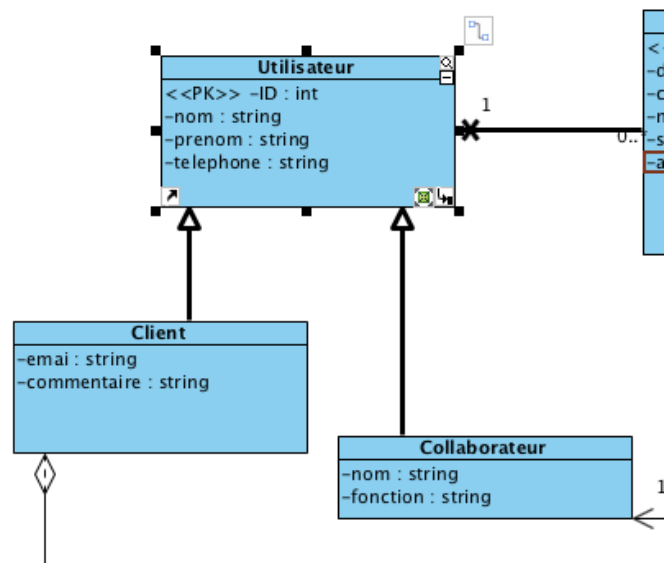 Utilisateur
<<PK>> -ID : int
-nom : string
-prenom : string
-telephone : string
1
0..
<
-d
-c
-n
-s
-a
Client
-emai : string
-commentaire : string
Collaborateur
-nom : string
-fonction : string
1